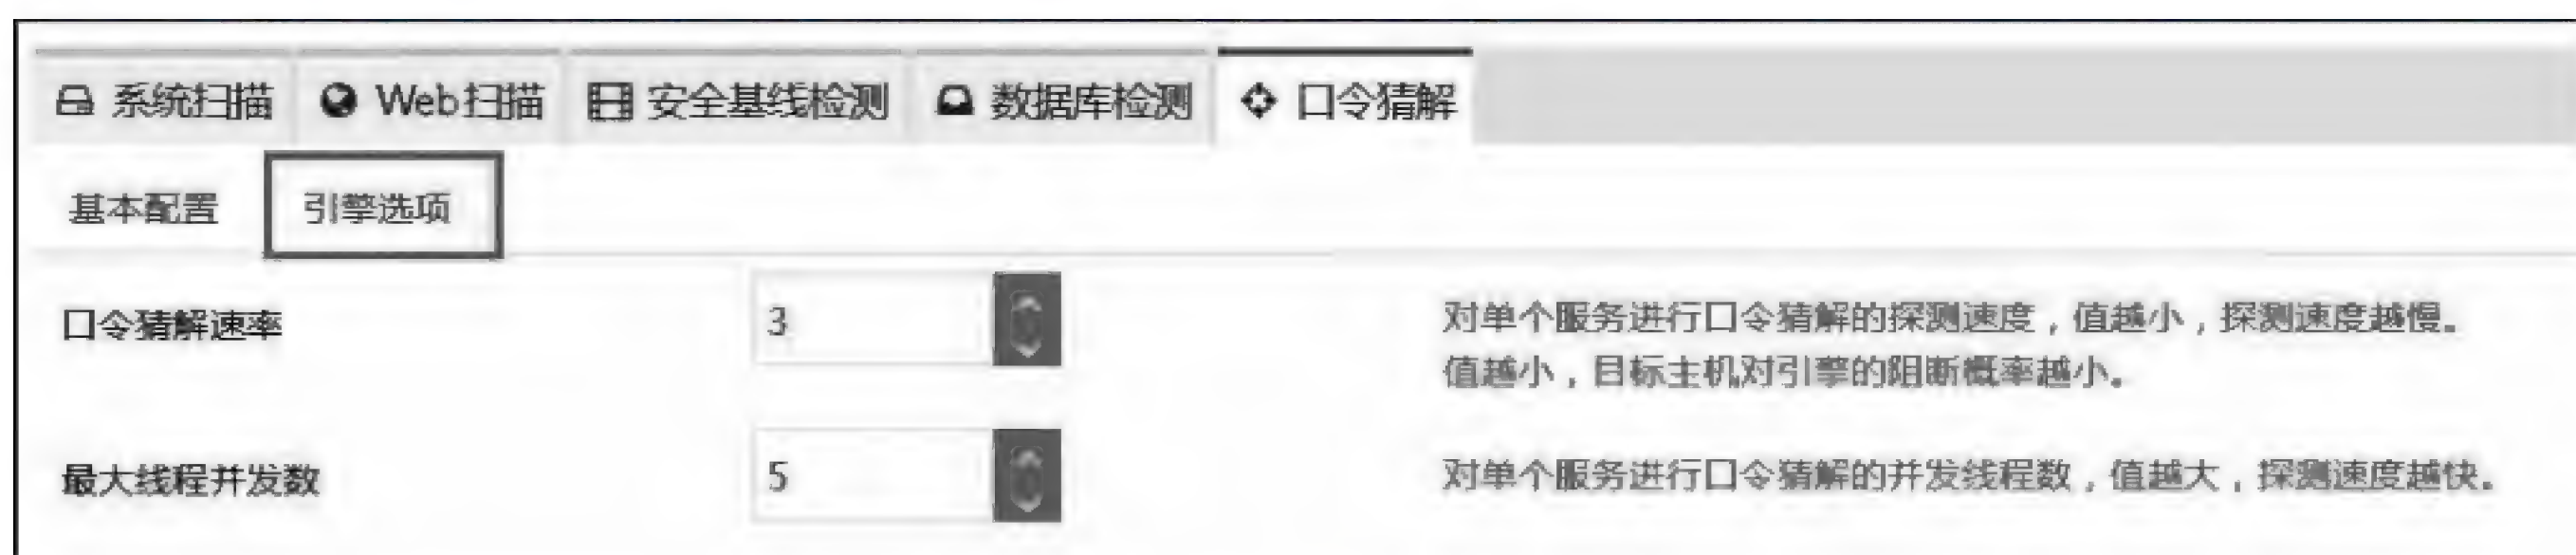 系统扫描 Web扫描 安全基线检测 数据库检测 口令猜解
基本配置 引擎选项
口令猜解速率 3 对单个服务进行口令猜解的探测速度，值越小，探测速度越慢。
值越小，目标主机对引擎的阻断概率越小。
最大线程并发数 5 对单个服务进行口令猜解的并发线程数，值越大，探测速度越快。